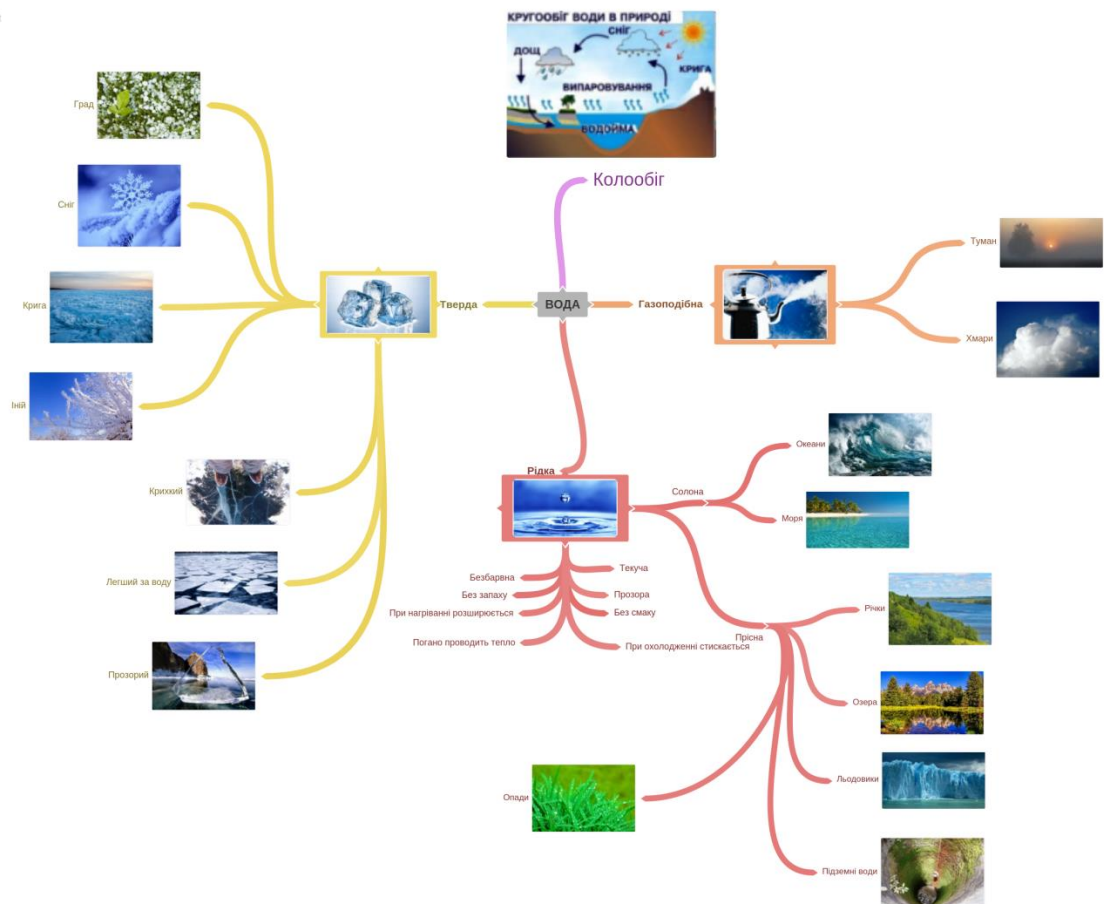 КРУГООБІГ ВОДИ В ПРИРОДІ
СНІГ
ДОЩ
КРИГА
ВИПАРОВУВАННЯ
ВОДОЙМА
Колообіг
ВОДА
Тверда
Град
Сніг
Крига
Іній
Крихкий
Легший за воду
Прозорий
Газоподібна
Туман
Хмари
Рідка
Безбарвна
Без запаху
При нагріванні розширюється
Погано проводить тепло
Текуча
Прозора
Без смаку
При охолодженні стискається
Солона
Океани
Моря
Прісна
Річки
Озера
Льодовики
Підземні води
Опади